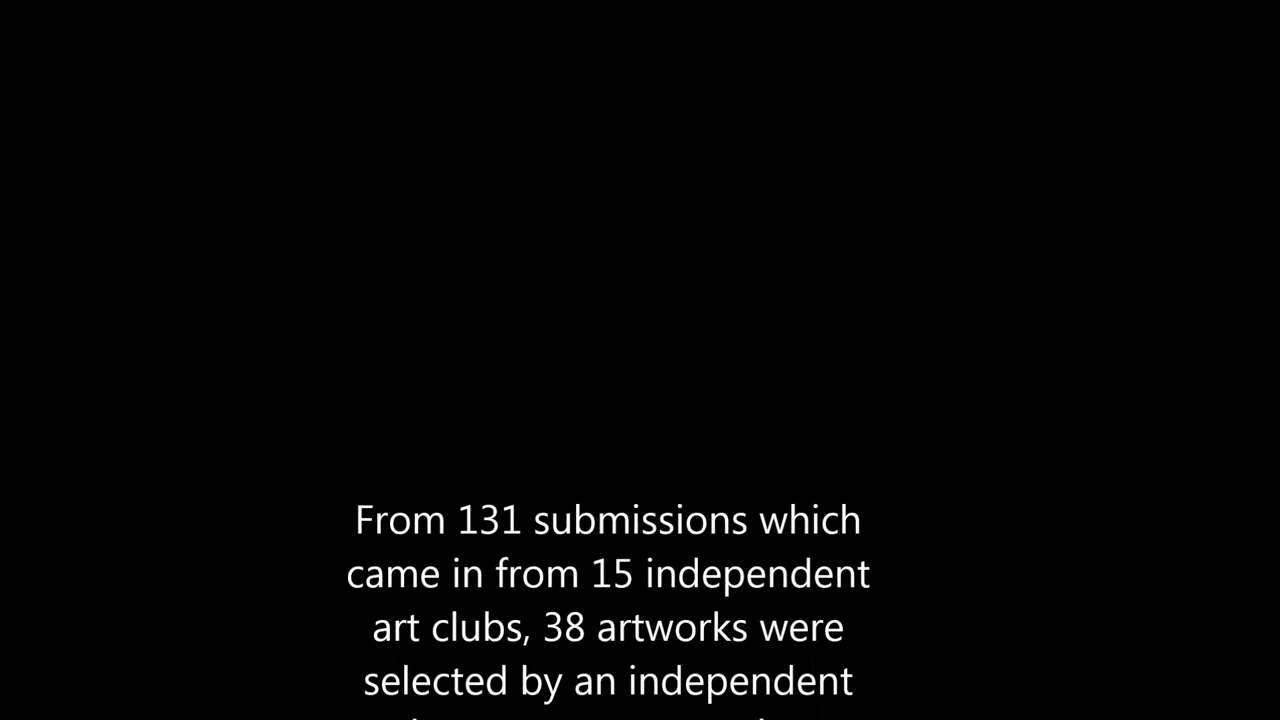 From 131 submissions which
came in from 15 independent
art clubs, 38 artworks were
selected by an independent